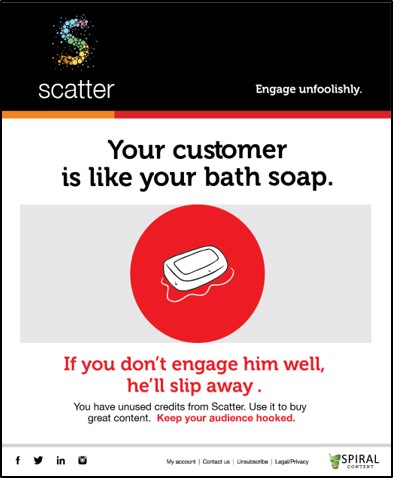 scatter
Engage unfoolishly.
Your customer
is like your bath soap.
If you don't engage him well,
he'll slip away .
You have unused credits from Scatter. Use it to buy
great content. Keep your audience hooked.
My account | Contact us | Unsubscribe | Legal/Privacy
SPIRAL
CONTENT